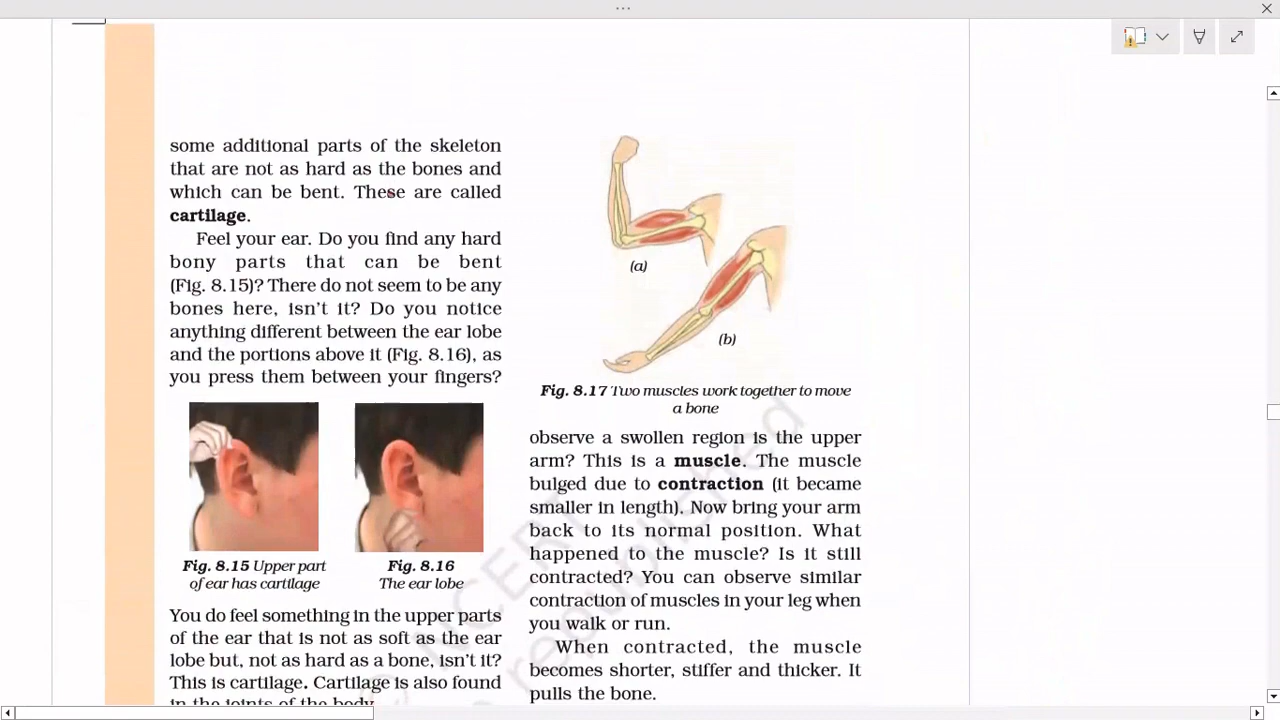 some additional parts of the skeleton
that are not as hard as the bones and
which can be bent. These are called
cartilage.
Feel your ear. Do you find any hard
bony parts that can be bent
(Fig. 8.15)? There do not seem to be any
bones here, isn't it? Do you notice
anything different between the ear lobe
and the portions above it (Fig. 8.16), as
you press them between your fingers?
Fig. 8.15 Upper part
of ear has cartilage
Fig. 8.16
The ear lobe
You do feel something in the upper parts
of the ear that is not as soft as the ear
lobe but, not as hard as a bone, isn't it?
This is cartilage. Cartilage is also found
in the joints of the body.
(a)
(b)
Fig. 8.17 Two muscles work together to move
a bone
observe a swollen region is the upper
arm? This is a muscle. The muscle
bulged due to contraction (it became
smaller in length). Now bring your arm
back to its normal position. What
happened to the muscle? Is it still
contracted? You can observe similar
contraction of muscles in your leg when
you walk or run.
When contracted, the muscle
becomes shorter, stiffer and thicker. It
pulls the bone.
© NCERT
republished